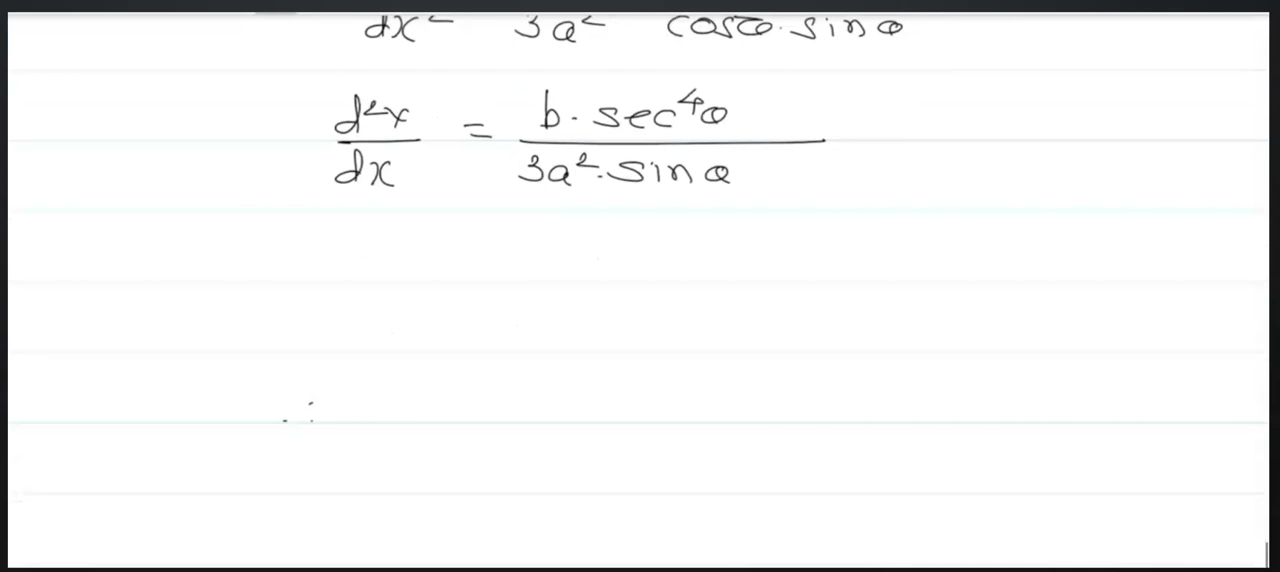 dx² 3a² cosθ·sinθ
d²x/dx = b·sec⁴θ/3a²·sinθ